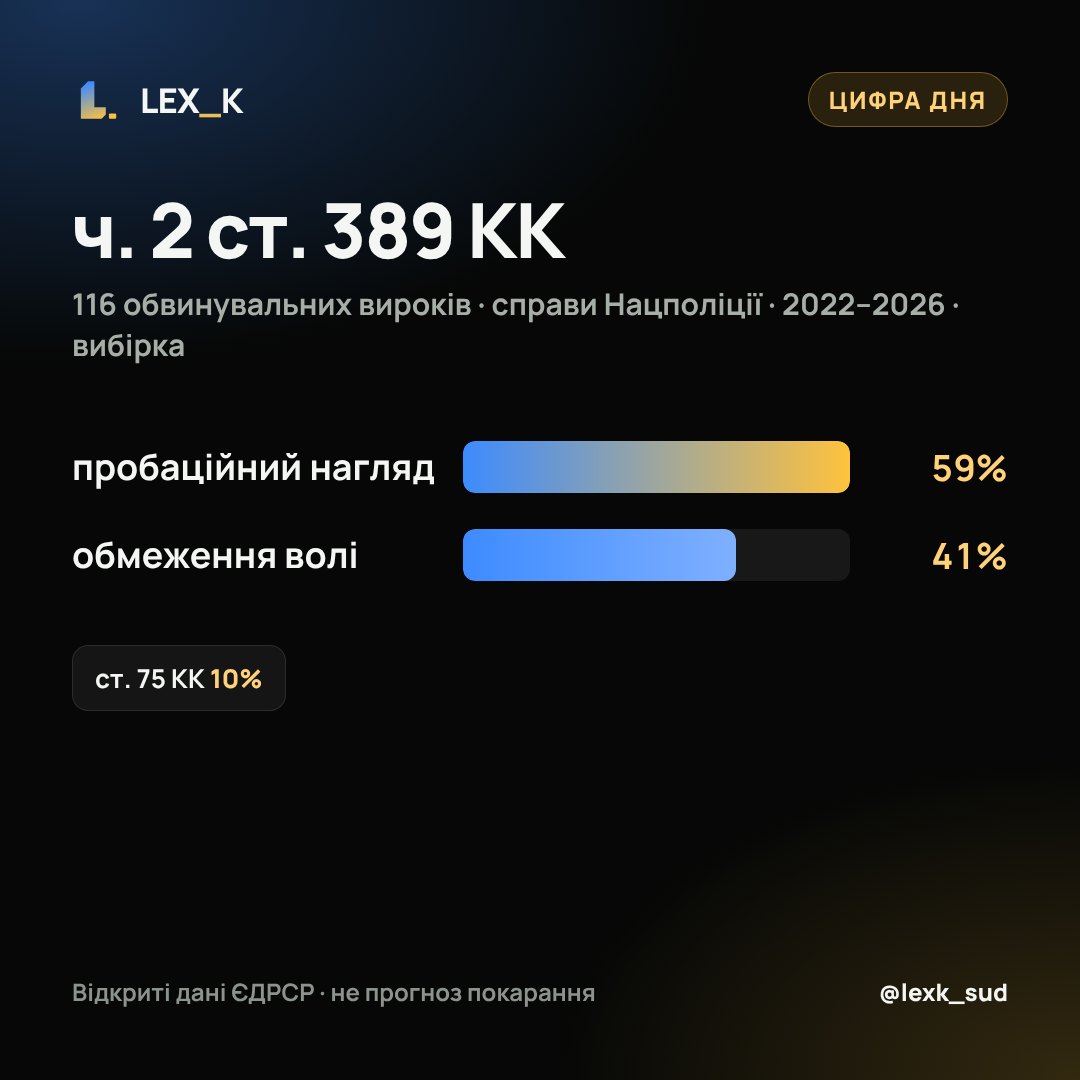 LEX_K
ЦИФРА ДНЯ
ч. 2 ст. 389 КК
116 обвинувальних вироків · справи Нацполіції · 2022–2026 ·
вибірка
пробаційний нагляд 59%
обмеження волі 41%
ст. 75 КК 10%
Відкриті дані ЄДРСР · не прогноз покарання
@lexk_sud